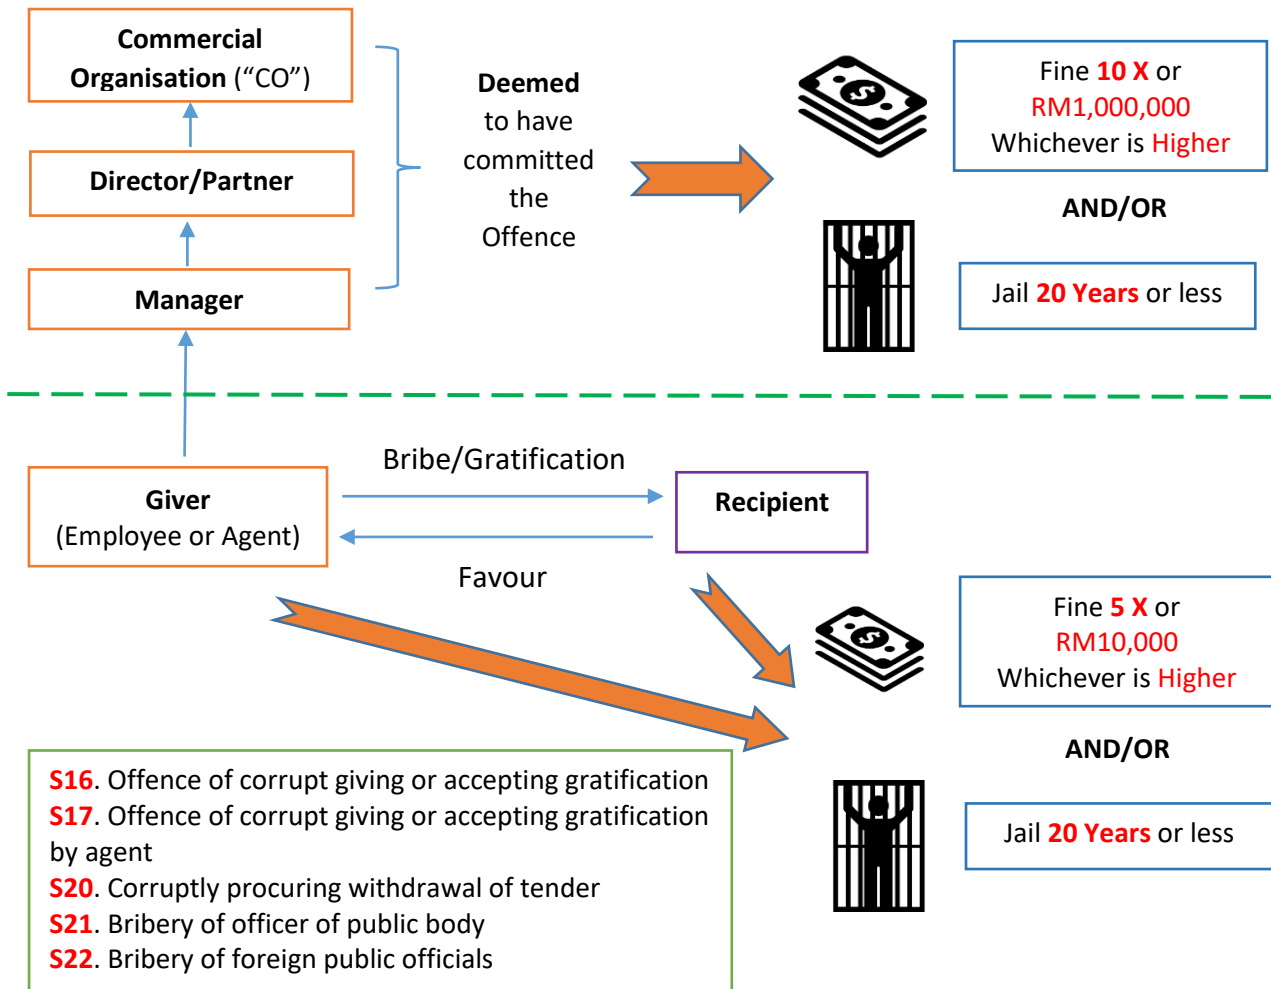 Commercial
Organisation (“CO”)
Director/Partner
Manager
Deemed
to have
committed
the
Offence
Fine 10 X or
RM1,000,000
Whichever is Higher
AND/OR
Jail 20 Years or less
Giver
(Employee or Agent)
Bribe/Gratification
Favour
Recipient
Fine 5 X or
RM10,000
Whichever is Higher
AND/OR
Jail 20 Years or less
S16. Offence of corrupt giving or accepting gratification
S17. Offence of corrupt giving or accepting gratification
by agent
S20. Corruptly procuring withdrawal of tender
S21. Bribery of officer of public body
S22. Bribery of foreign public officials